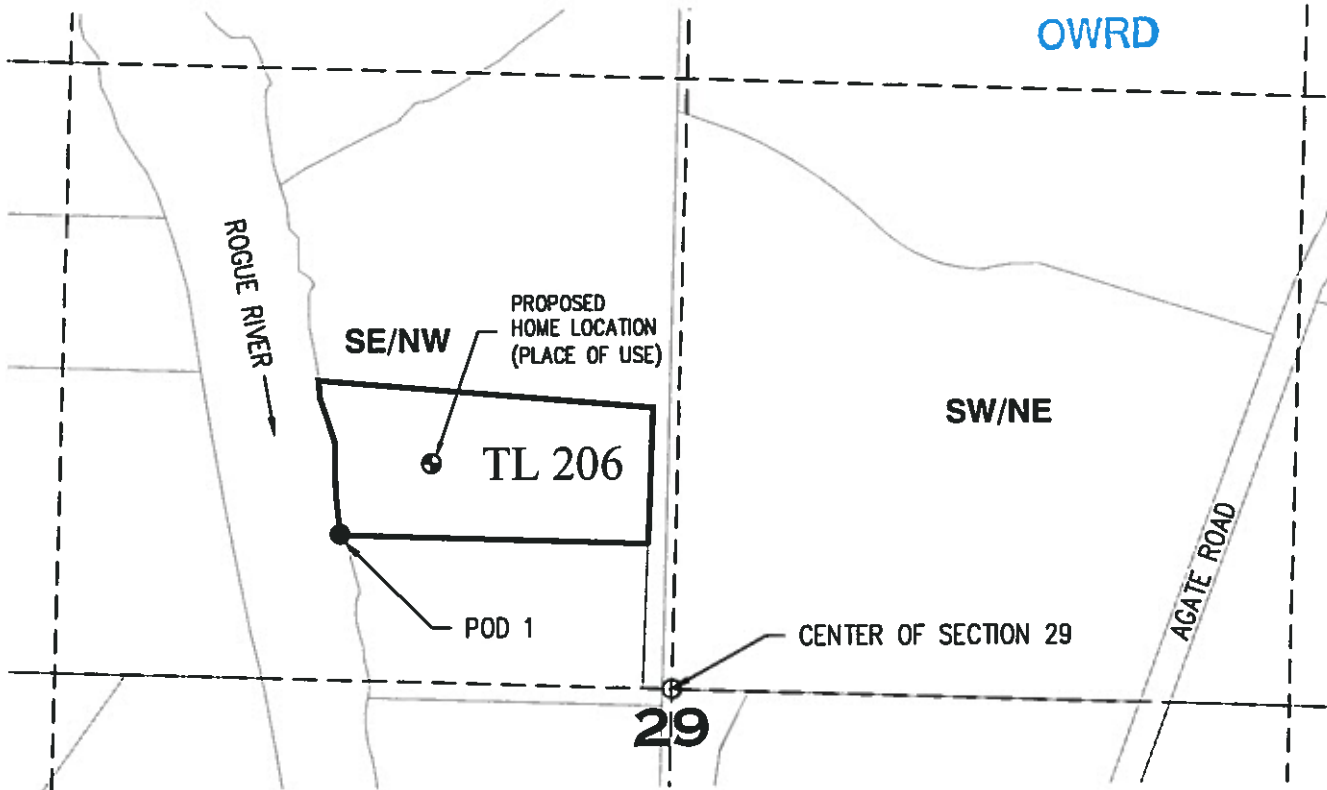 OWRD
ROGUE RIVER
PROPOSED
HOME LOCATION
(PLACE OF USE)
SE/NW
SW/NE
TL 206
AGATE ROAD
POD 1
CENTER OF SECTION 29
29